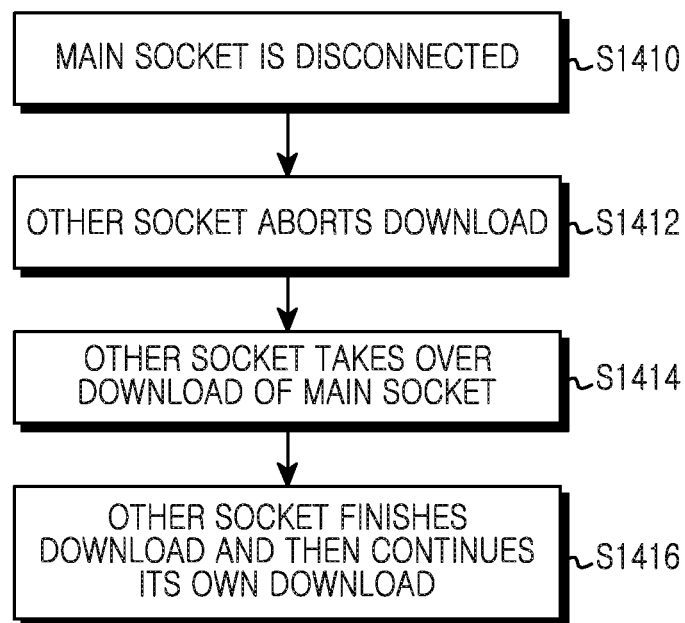 MAIN SOCKET IS DISCONNECTED
S1410
OTHER SOCKET ABORTS DOWNLOAD
S1412
OTHER SOCKET TAKES OVER
DOWNLOAD OF MAIN SOCKET
S1414
OTHER SOCKET FINISHES
DOWNLOAD AND THEN CONTINUES
ITS OWN DOWNLOAD
S1416